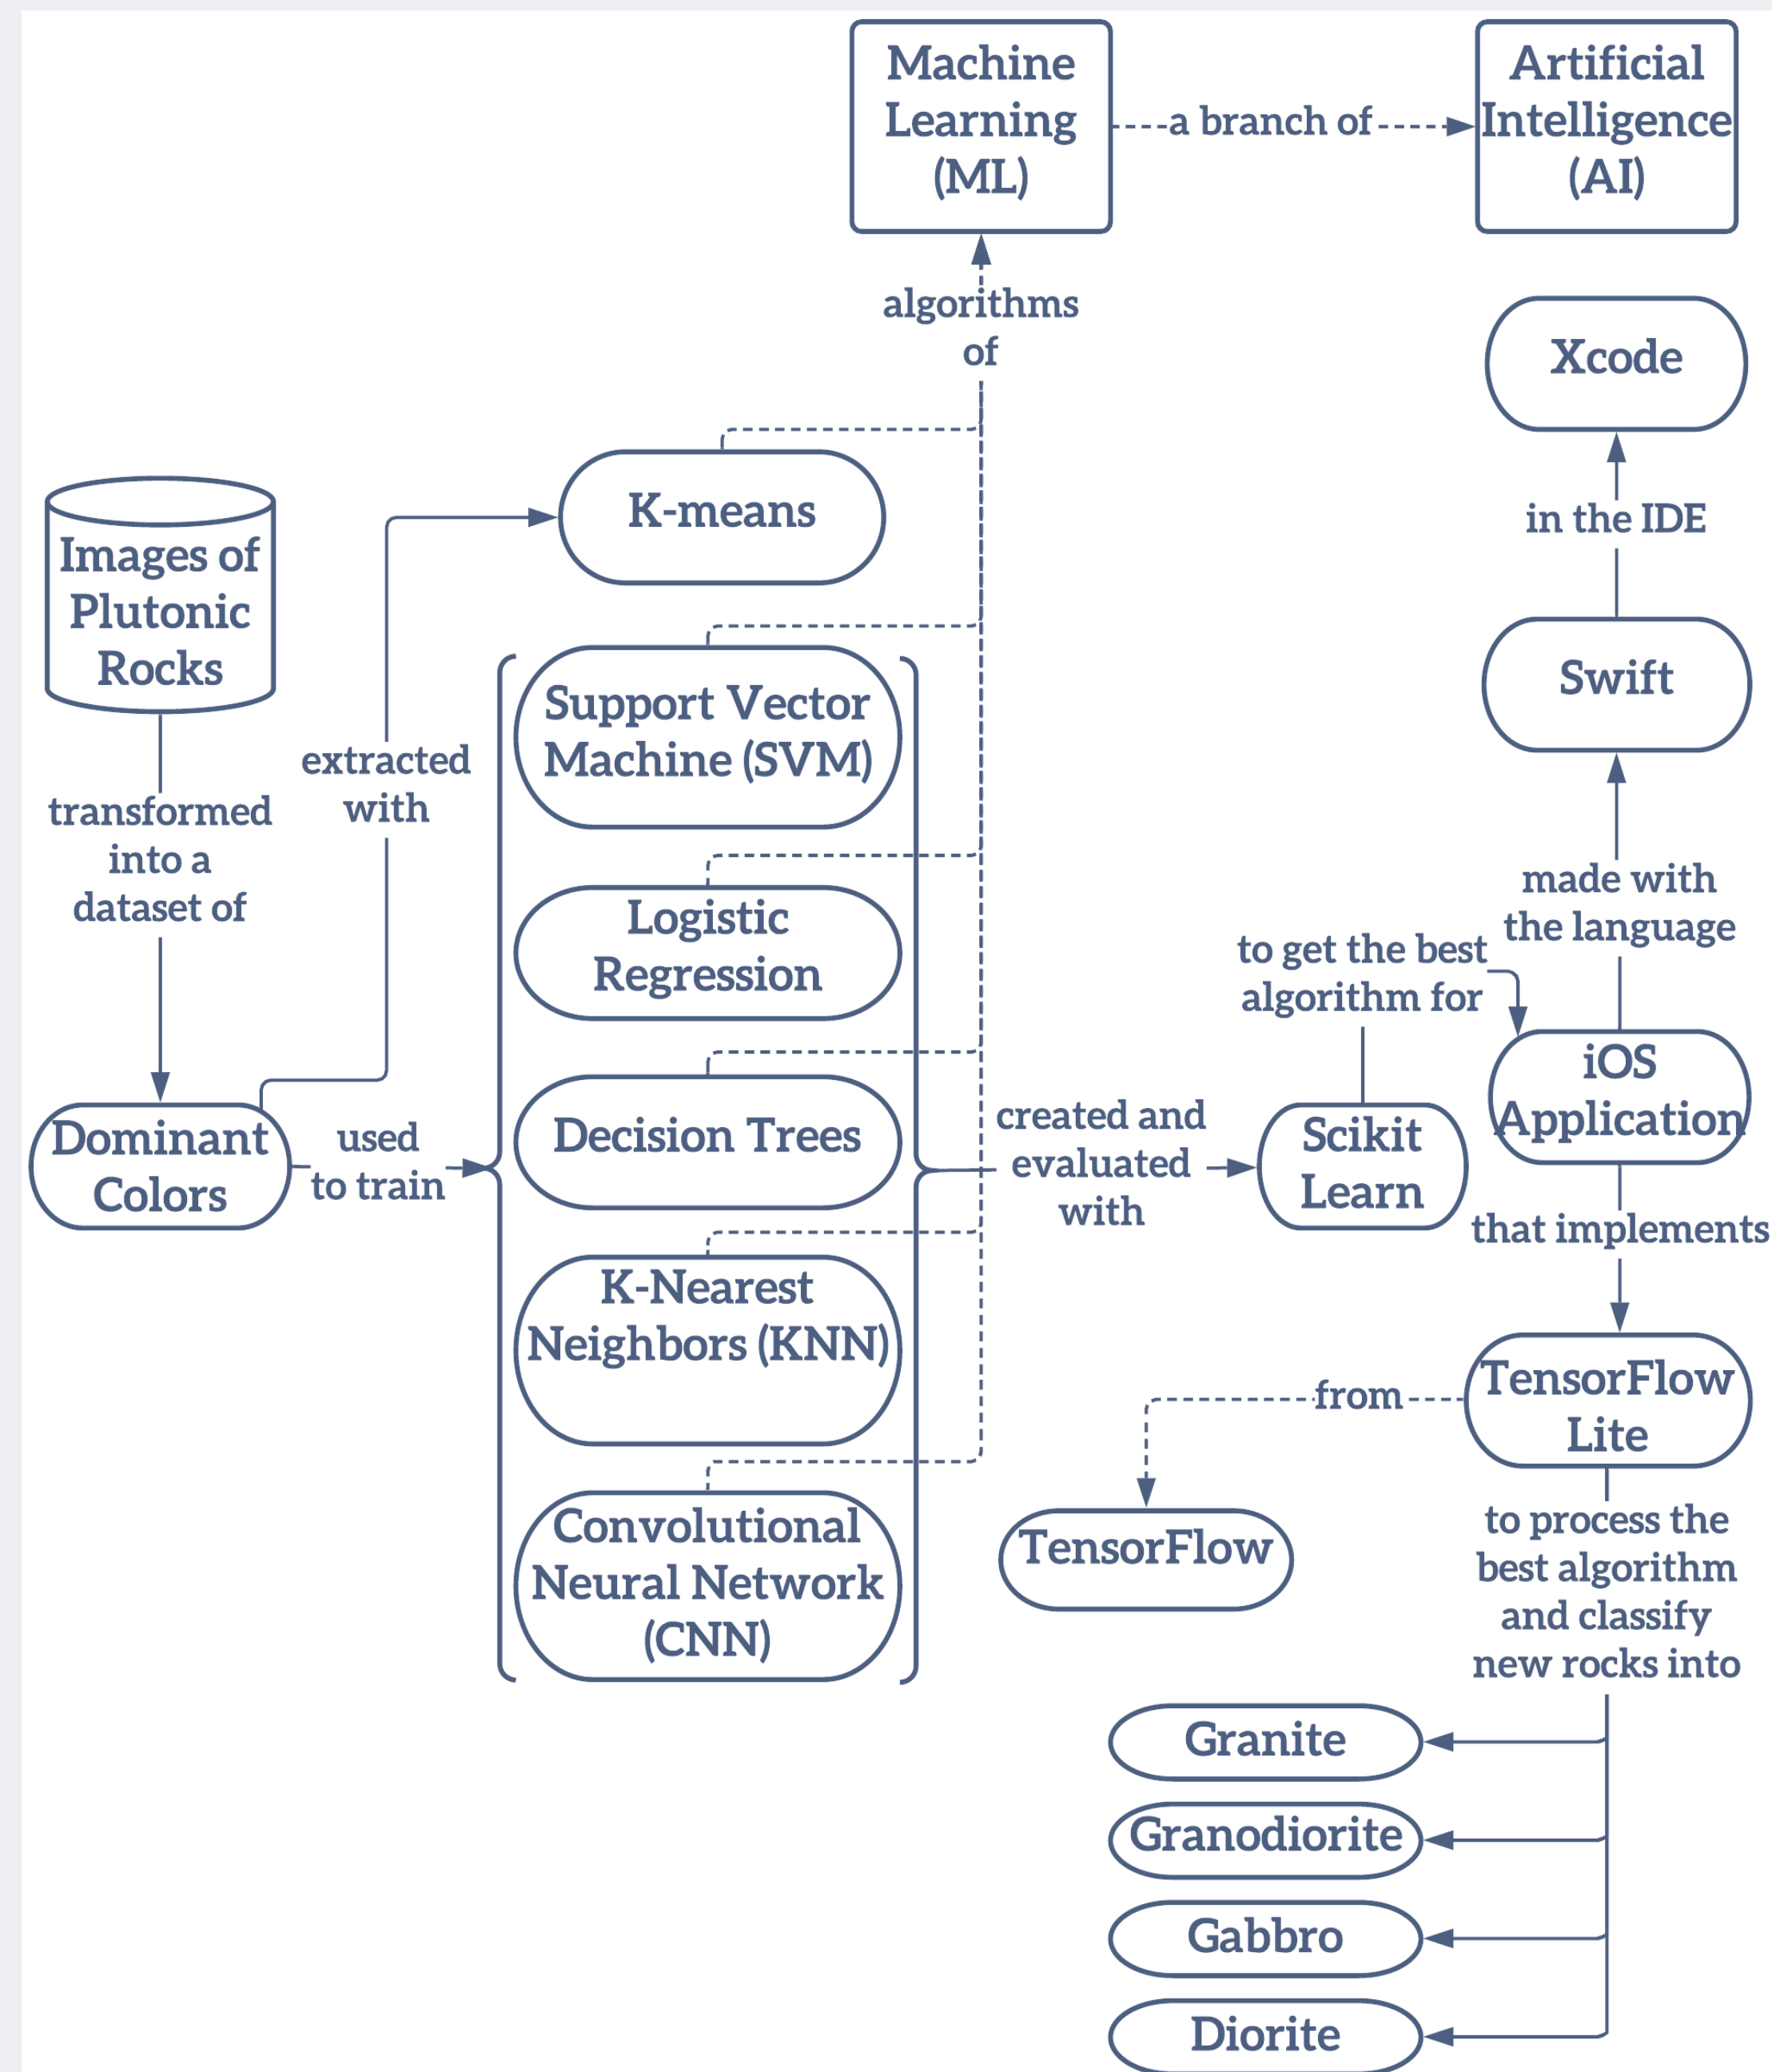 Machine
Learning
(ML)
a branch of
Artificial
Intelligence
(AI)
algorithms
of
Xcode
in the IDE
Swift
made with
the language
K-means
Images of
Plutonic
Rocks
transformed
into a
dataset of
extracted
with
Dominant
Colors
used
to train
Support Vector
Machine (SVM)
Logistic
Regression
Decision Trees
K-Nearest
Neighbors (KNN)
Convolutional
Neural Network
(CNN)
created and
evaluated
with
Scikit
Learn
to get the best
algorithm for
iOS
Application
that implements
TensorFlow
Lite
from
TensorFlow
to process the
best algorithm
and classify
new rocks into
Granite
Granodiorite
Gabbro
Diorite